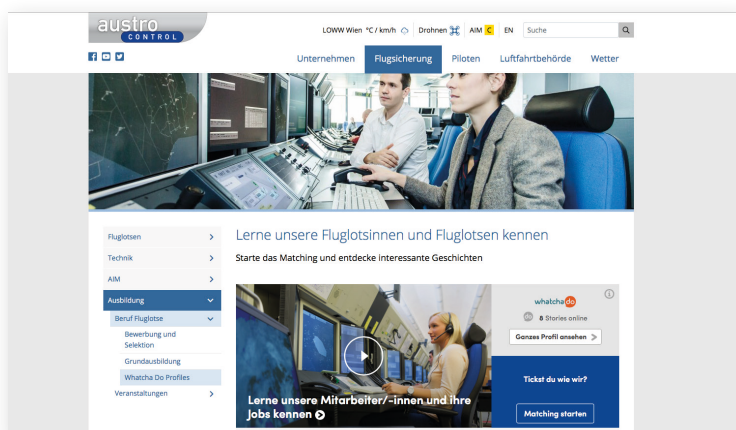 austro
CONTROL
LOWW Wien °C / km/h Drohnen AIM C EN Suche
Unternehmen Flugsicherung Piloten Luftfahrtbehörde Wetter
Fluglotsen
Technik
AIM
Ausbildung
Beruf Fluglotse
Bewerbung und
Selektion
Grundausbildung
Whatcha Do Profiles
Veranstaltungen
Lerne unsere Fluglotsinnen und Fluglotsen kennen
Starte das Matching und entdecke interessante Geschichten
Lerne unsere Mitarbeiter/-innen und ihre
Jobs kennen
whatchado
do 8 Stories online
Ganzes Profil ansehen
Tickst du wie wir?
Matching starten